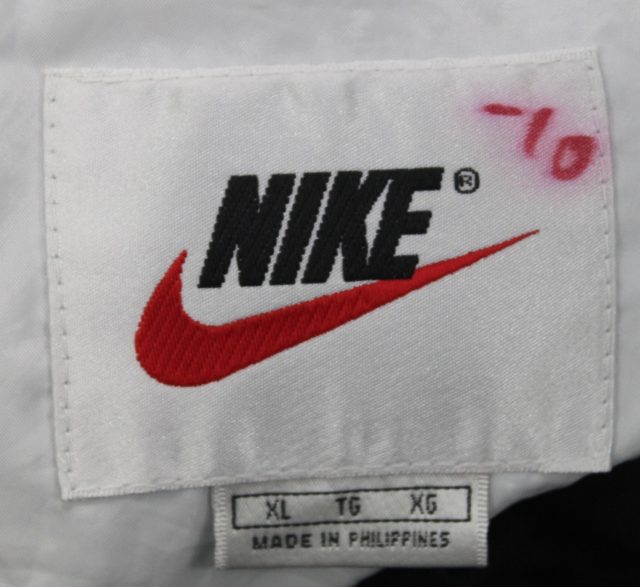 -10
NIKE®
XL TG XG
MADE IN PHILIPPINES